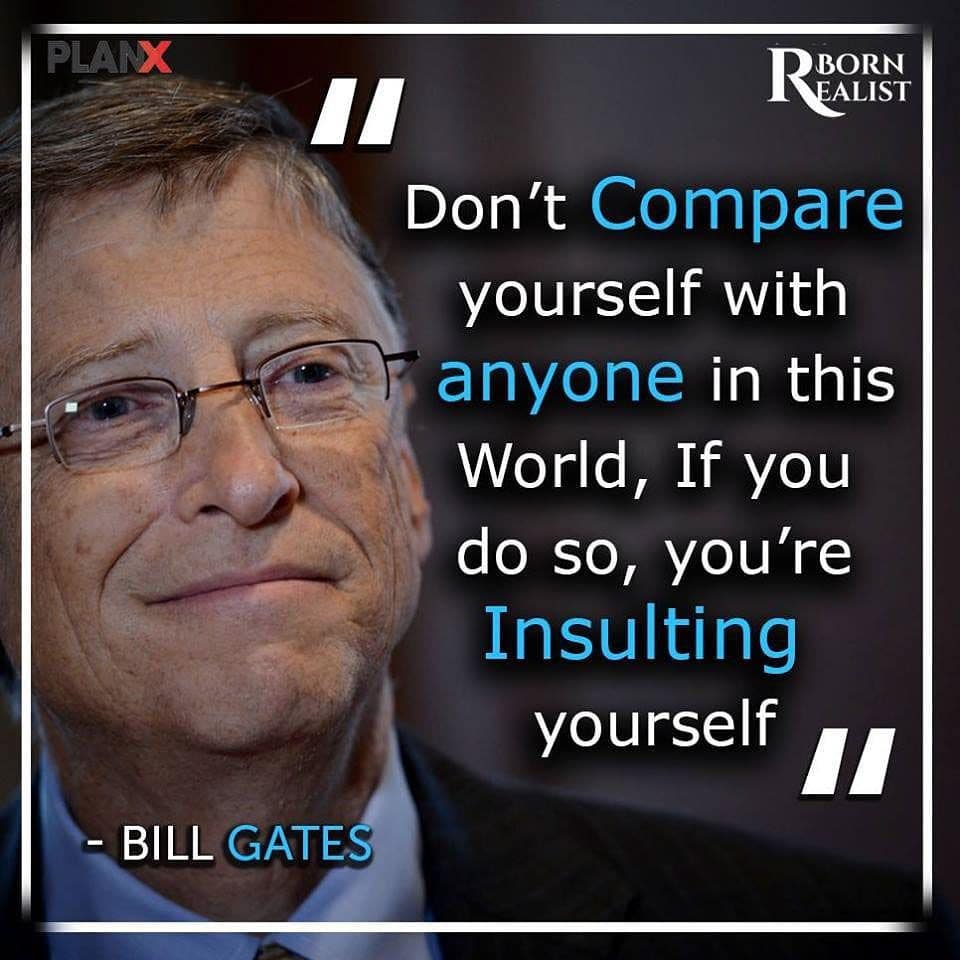 PLANX
BORN
REALIST
"
Don't Compare
yourself with
anyone in this
World, If you
do so, you're
Insulting
yourself
"
- BILL GATES